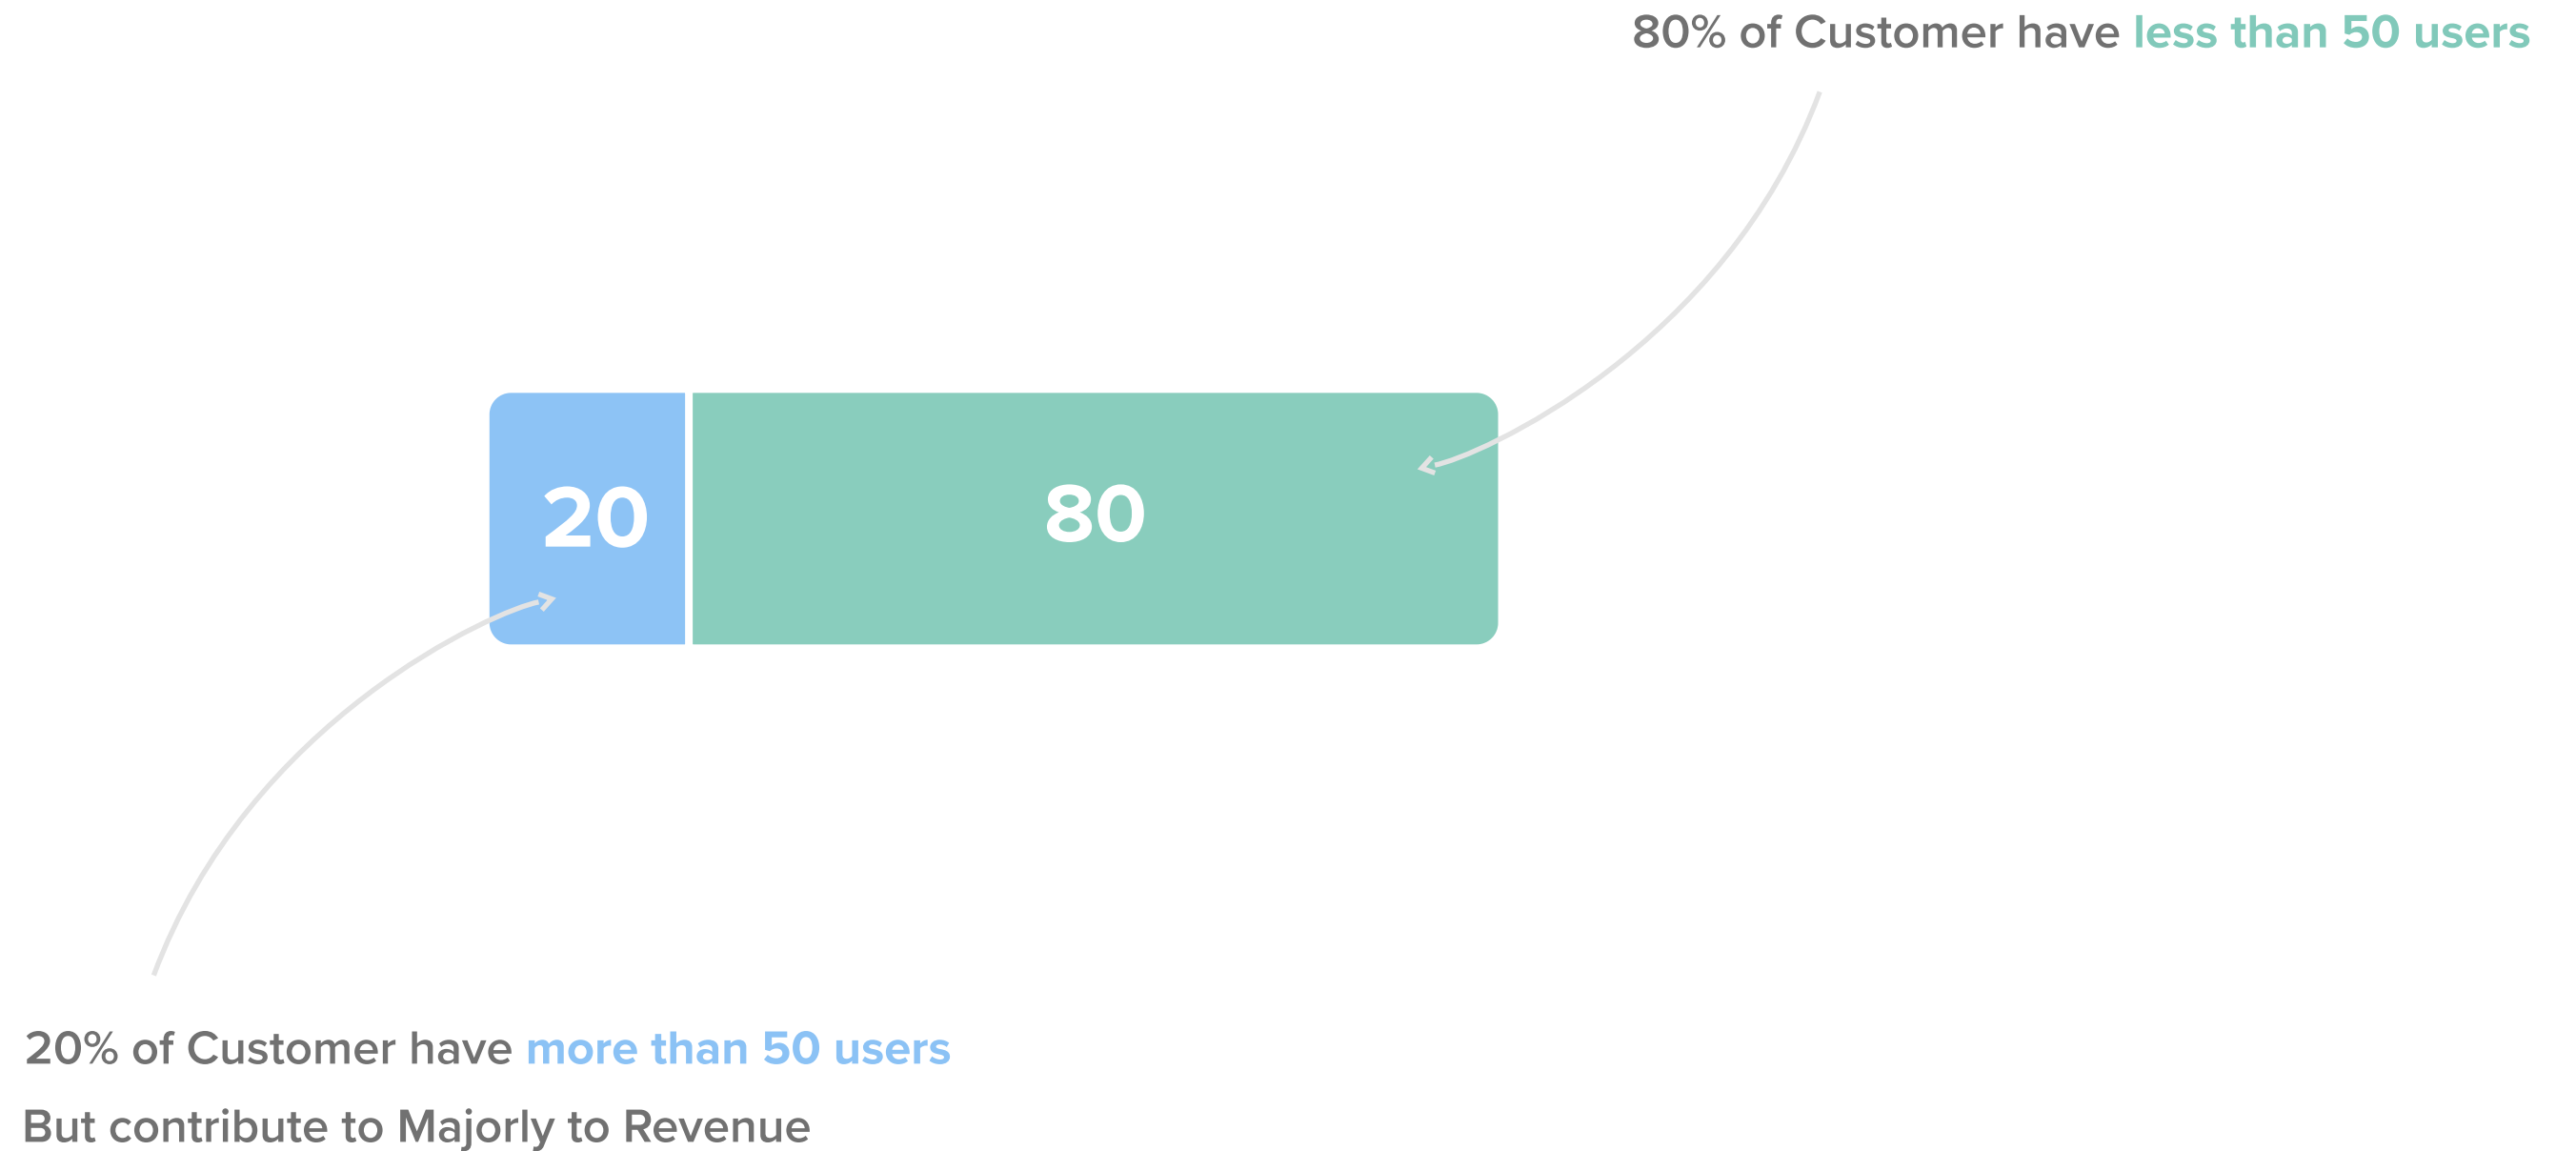 80% of Customer have less than 50 users
20
80
20% of Customer have more than 50 users
But contribute to Majorly to Revenue